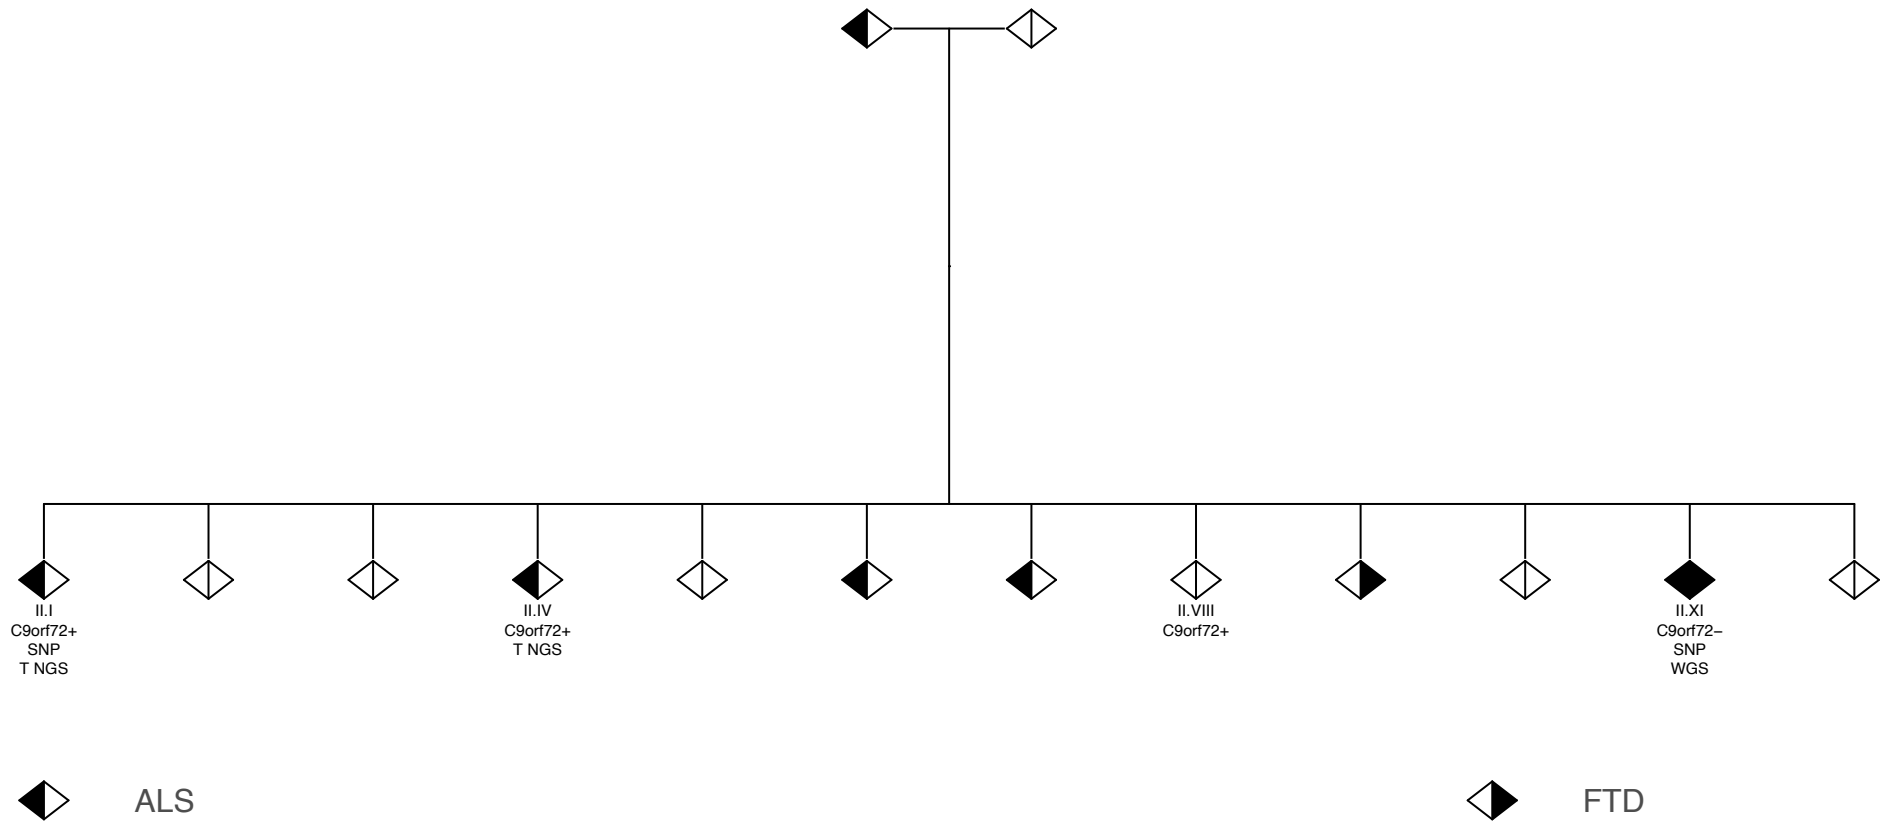 II.I
C9orf72+
SNP
T NGS
II.IV
C9orf72+
T NGS
II.VIII
C9orf72+
II.XI
C9orf72−
SNP
WGS
ALS
FTD